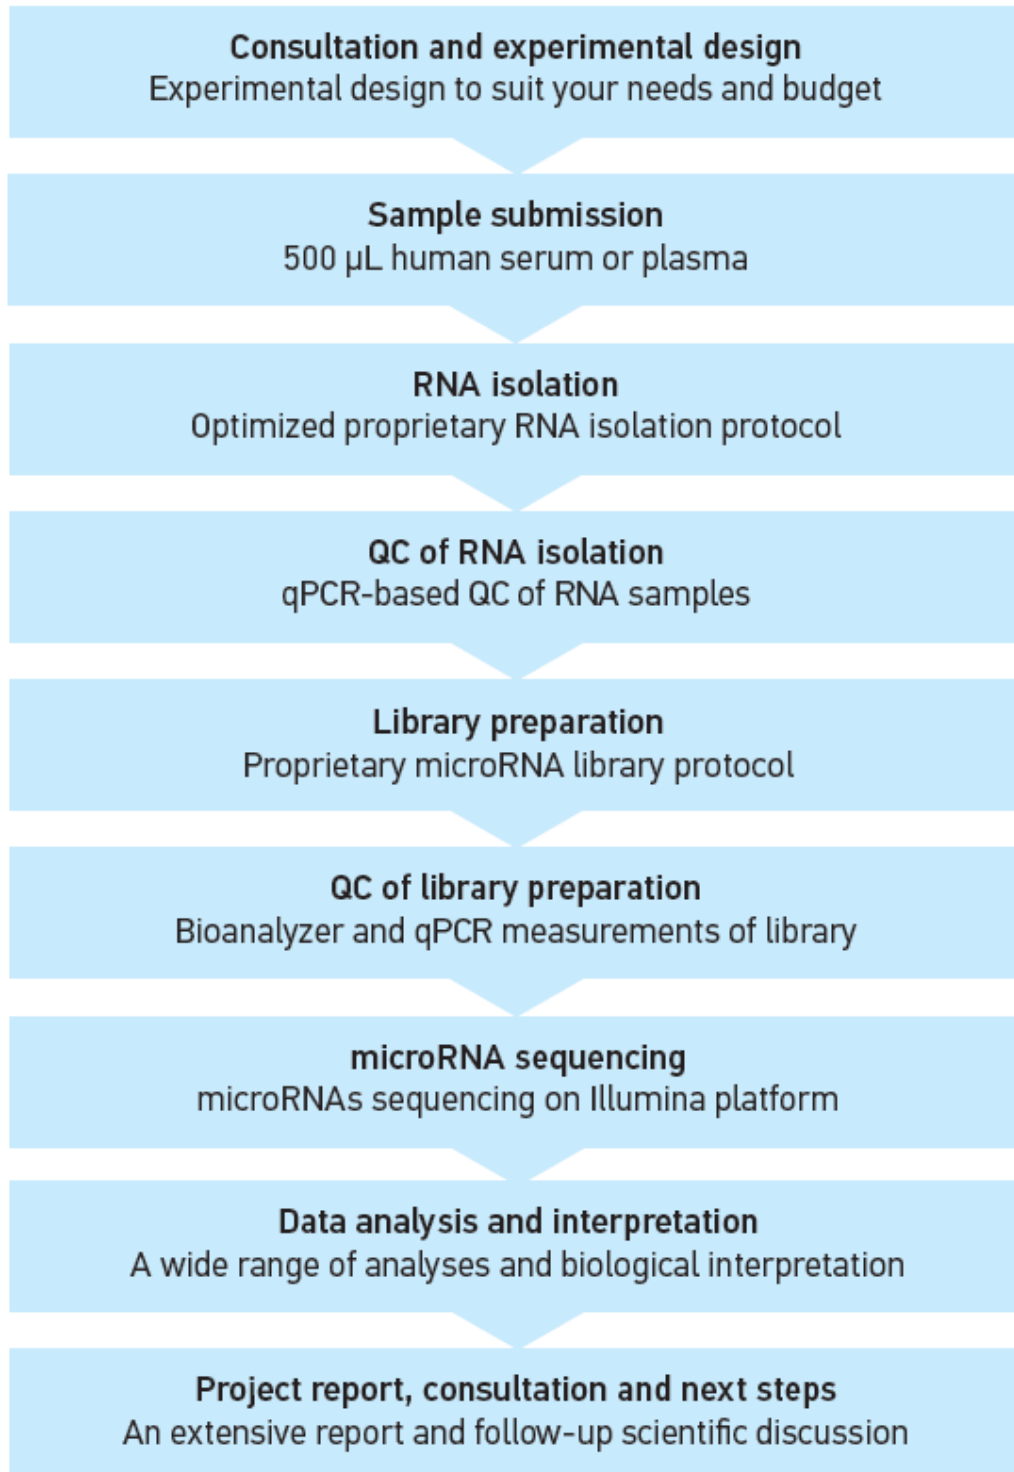 Consultation and experimental design
Experimental design to suit your needs and budget
Sample submission
500 µL human serum or plasma
RNA isolation
Optimized proprietary RNA isolation protocol
QC of RNA isolation
qPCR-based QC of RNA samples
Library preparation
Proprietary microRNA library protocol
QC of library preparation
Bioanalyzer and qPCR measurements of library
microRNA sequencing
microRNAs sequencing on Illumina platform
Data analysis and interpretation
A wide range of analyses and biological interpretation
Project report, consultation and next steps
An extensive report and follow-up scientific discussion